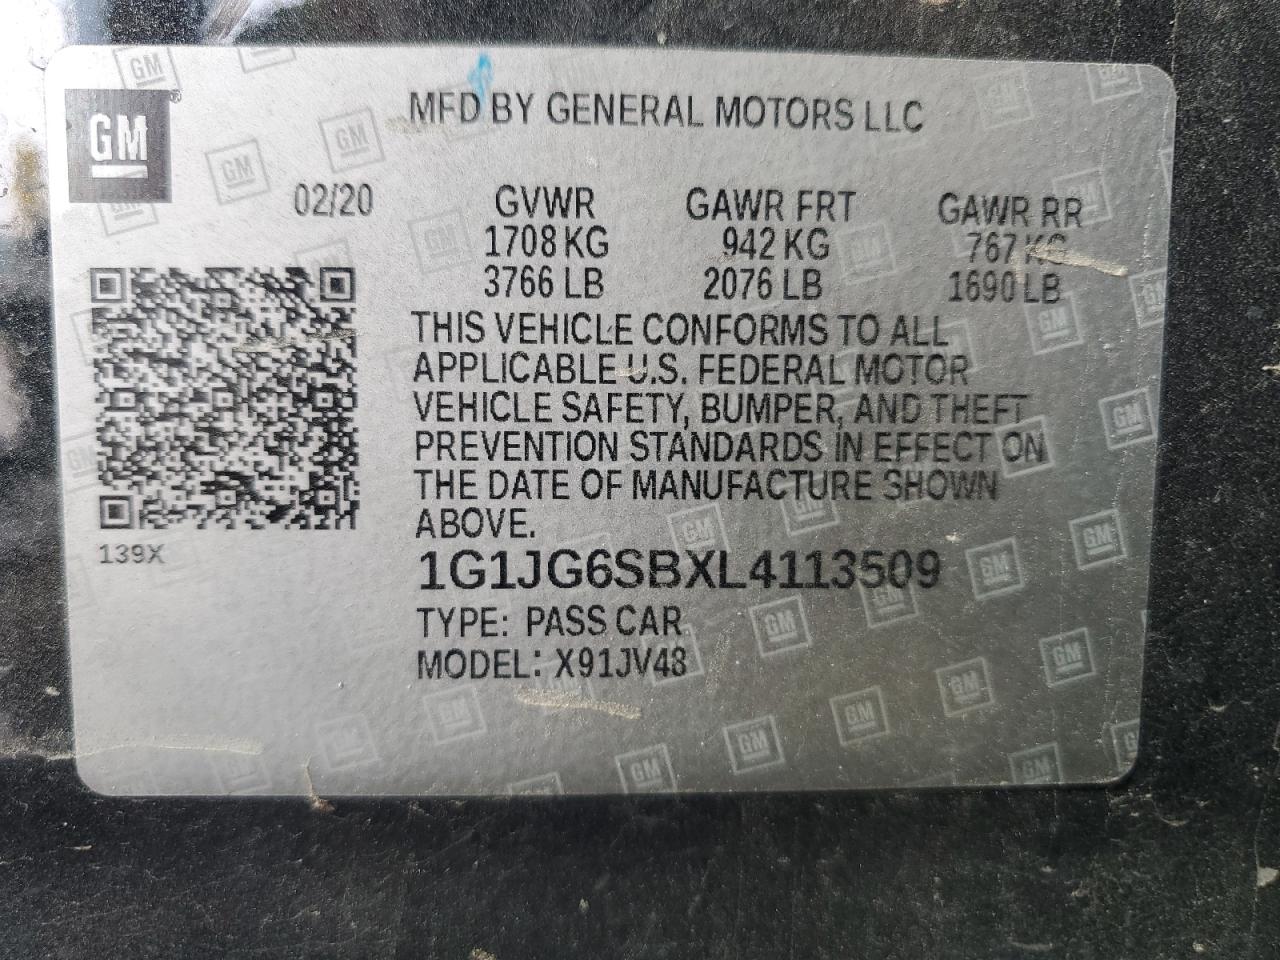 GM
MFD BY GENERAL MOTORS LLC
02/20 GVWR GAWR FRT GAWR RR
1708 KG 942 KG 767 KG
3766 LB 2076 LB 1690 LB
THIS VEHICLE CONFORMS TO ALL
APPLICABLE U.S. FEDERAL MOTOR
VEHICLE SAFETY, BUMPER, AND THEFT
PREVENTION STANDARDS IN EFFECT ON
THE DATE OF MANUFACTURE SHOWN
ABOVE.
139X
1G1JG6SBXL4113509
TYPE: PASS CAR
MODEL: X91JV48